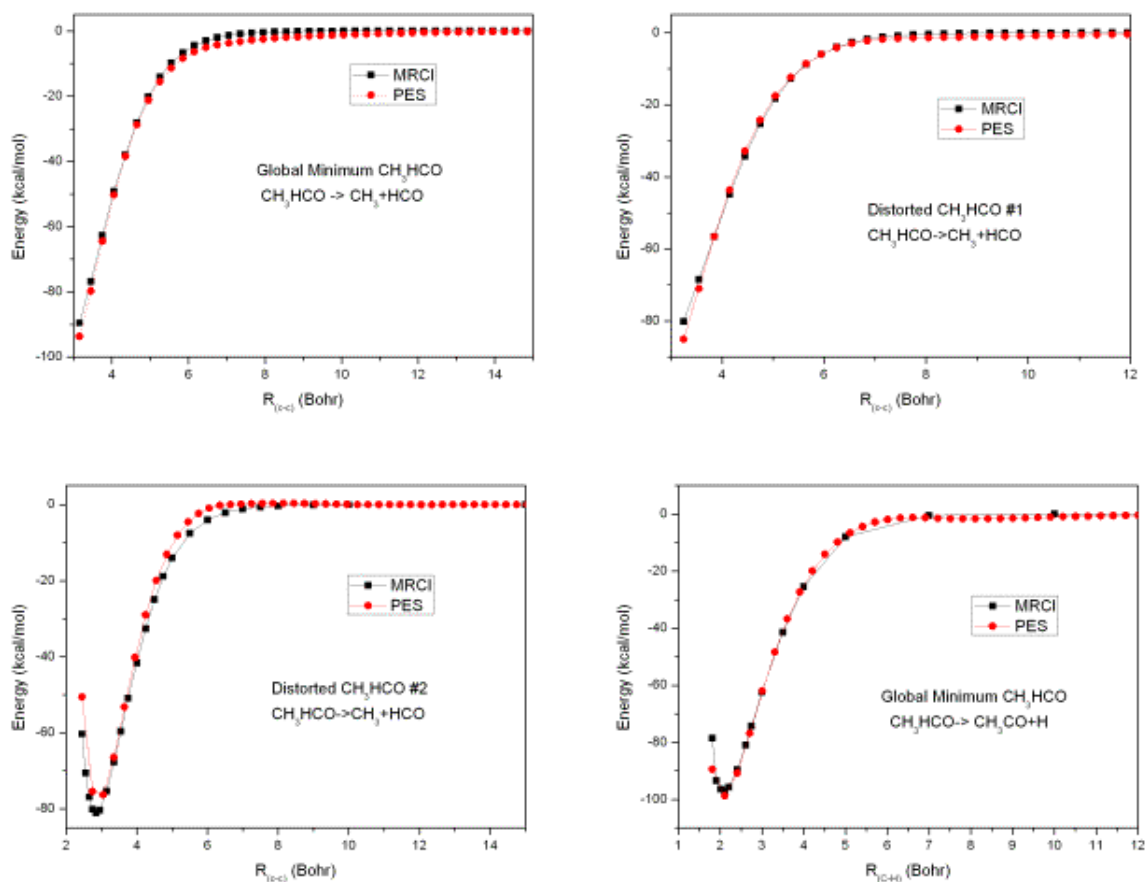 0
-20
-40
-60
-80
-100
Energy (kcal/mol)
MRCI
PES
Global Minimum CH₃HCO
CH₃HCO -> CH₃+HCO
4 6 8 10 12 14
R(c-c) (Bohr)
0
-20
-40
-60
-80
Energy (kcal/mol)
MRCI
PES
Distorted CH₃HCO #1
CH₃HCO->CH₃+HCO
4 6 8 10 12
R(c-c) (Bohr)
0
-20
-40
-60
-80
Energy (kcal/mol)
MRCI
PES
Distorted CH₃HCO #2
CH₃HCO->CH₃+HCO
2 4 6 8 10 12 14
R(c-c) (Bohr)
0
-20
-40
-60
-80
-100
Energy (kcal/mol)
MRCI
PES
Global Minimum CH₃HCO
CH₃HCO-> CH₃CO+H
1 2 3 4 5 6 7 8 9 10 11 12
R(C-H) (Bohr)